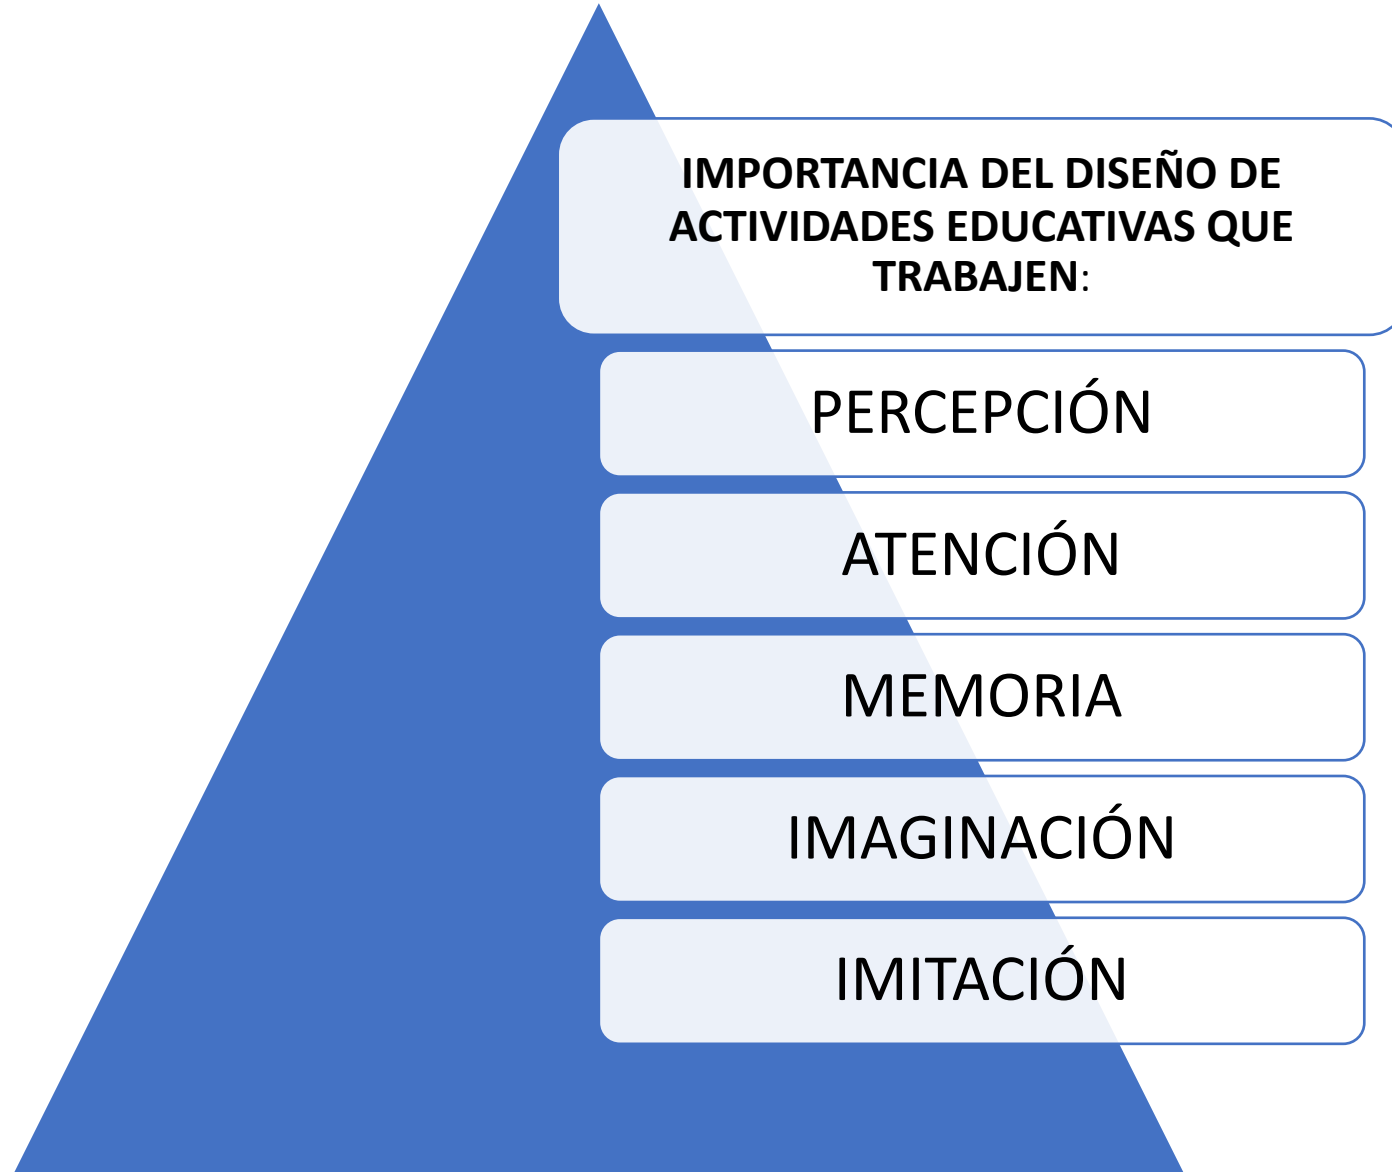 IMPORTANCIA DEL DISEÑO DE
ACTIVIDADES EDUCATIVAS QUE
TRABAJEN:
PERCEPCIÓN
ATENCIÓN
MEMORIA
IMAGINACIÓN
IMITACIÓN